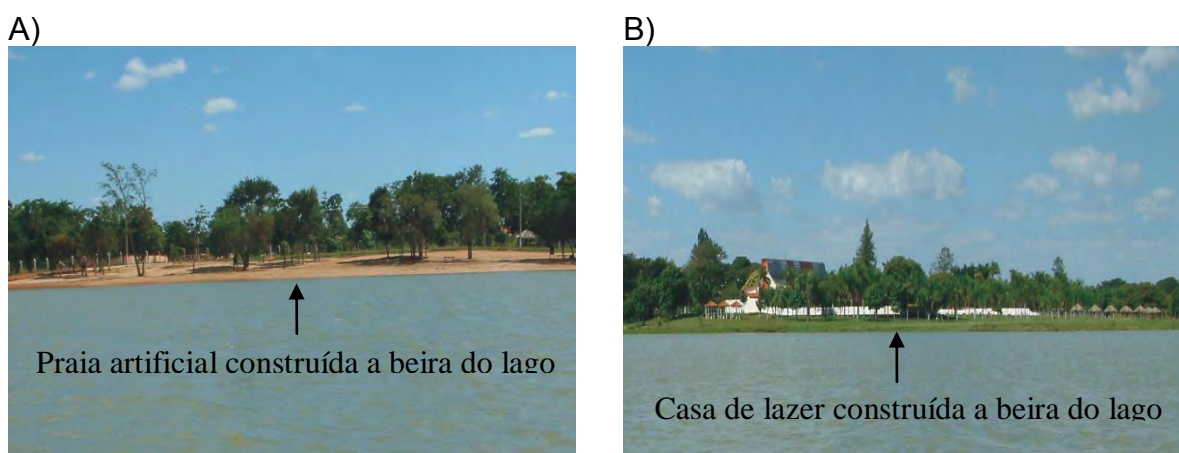 A)
B)
Praia artificial construída a beira do lago
Casa de lazer construída a beira do lago